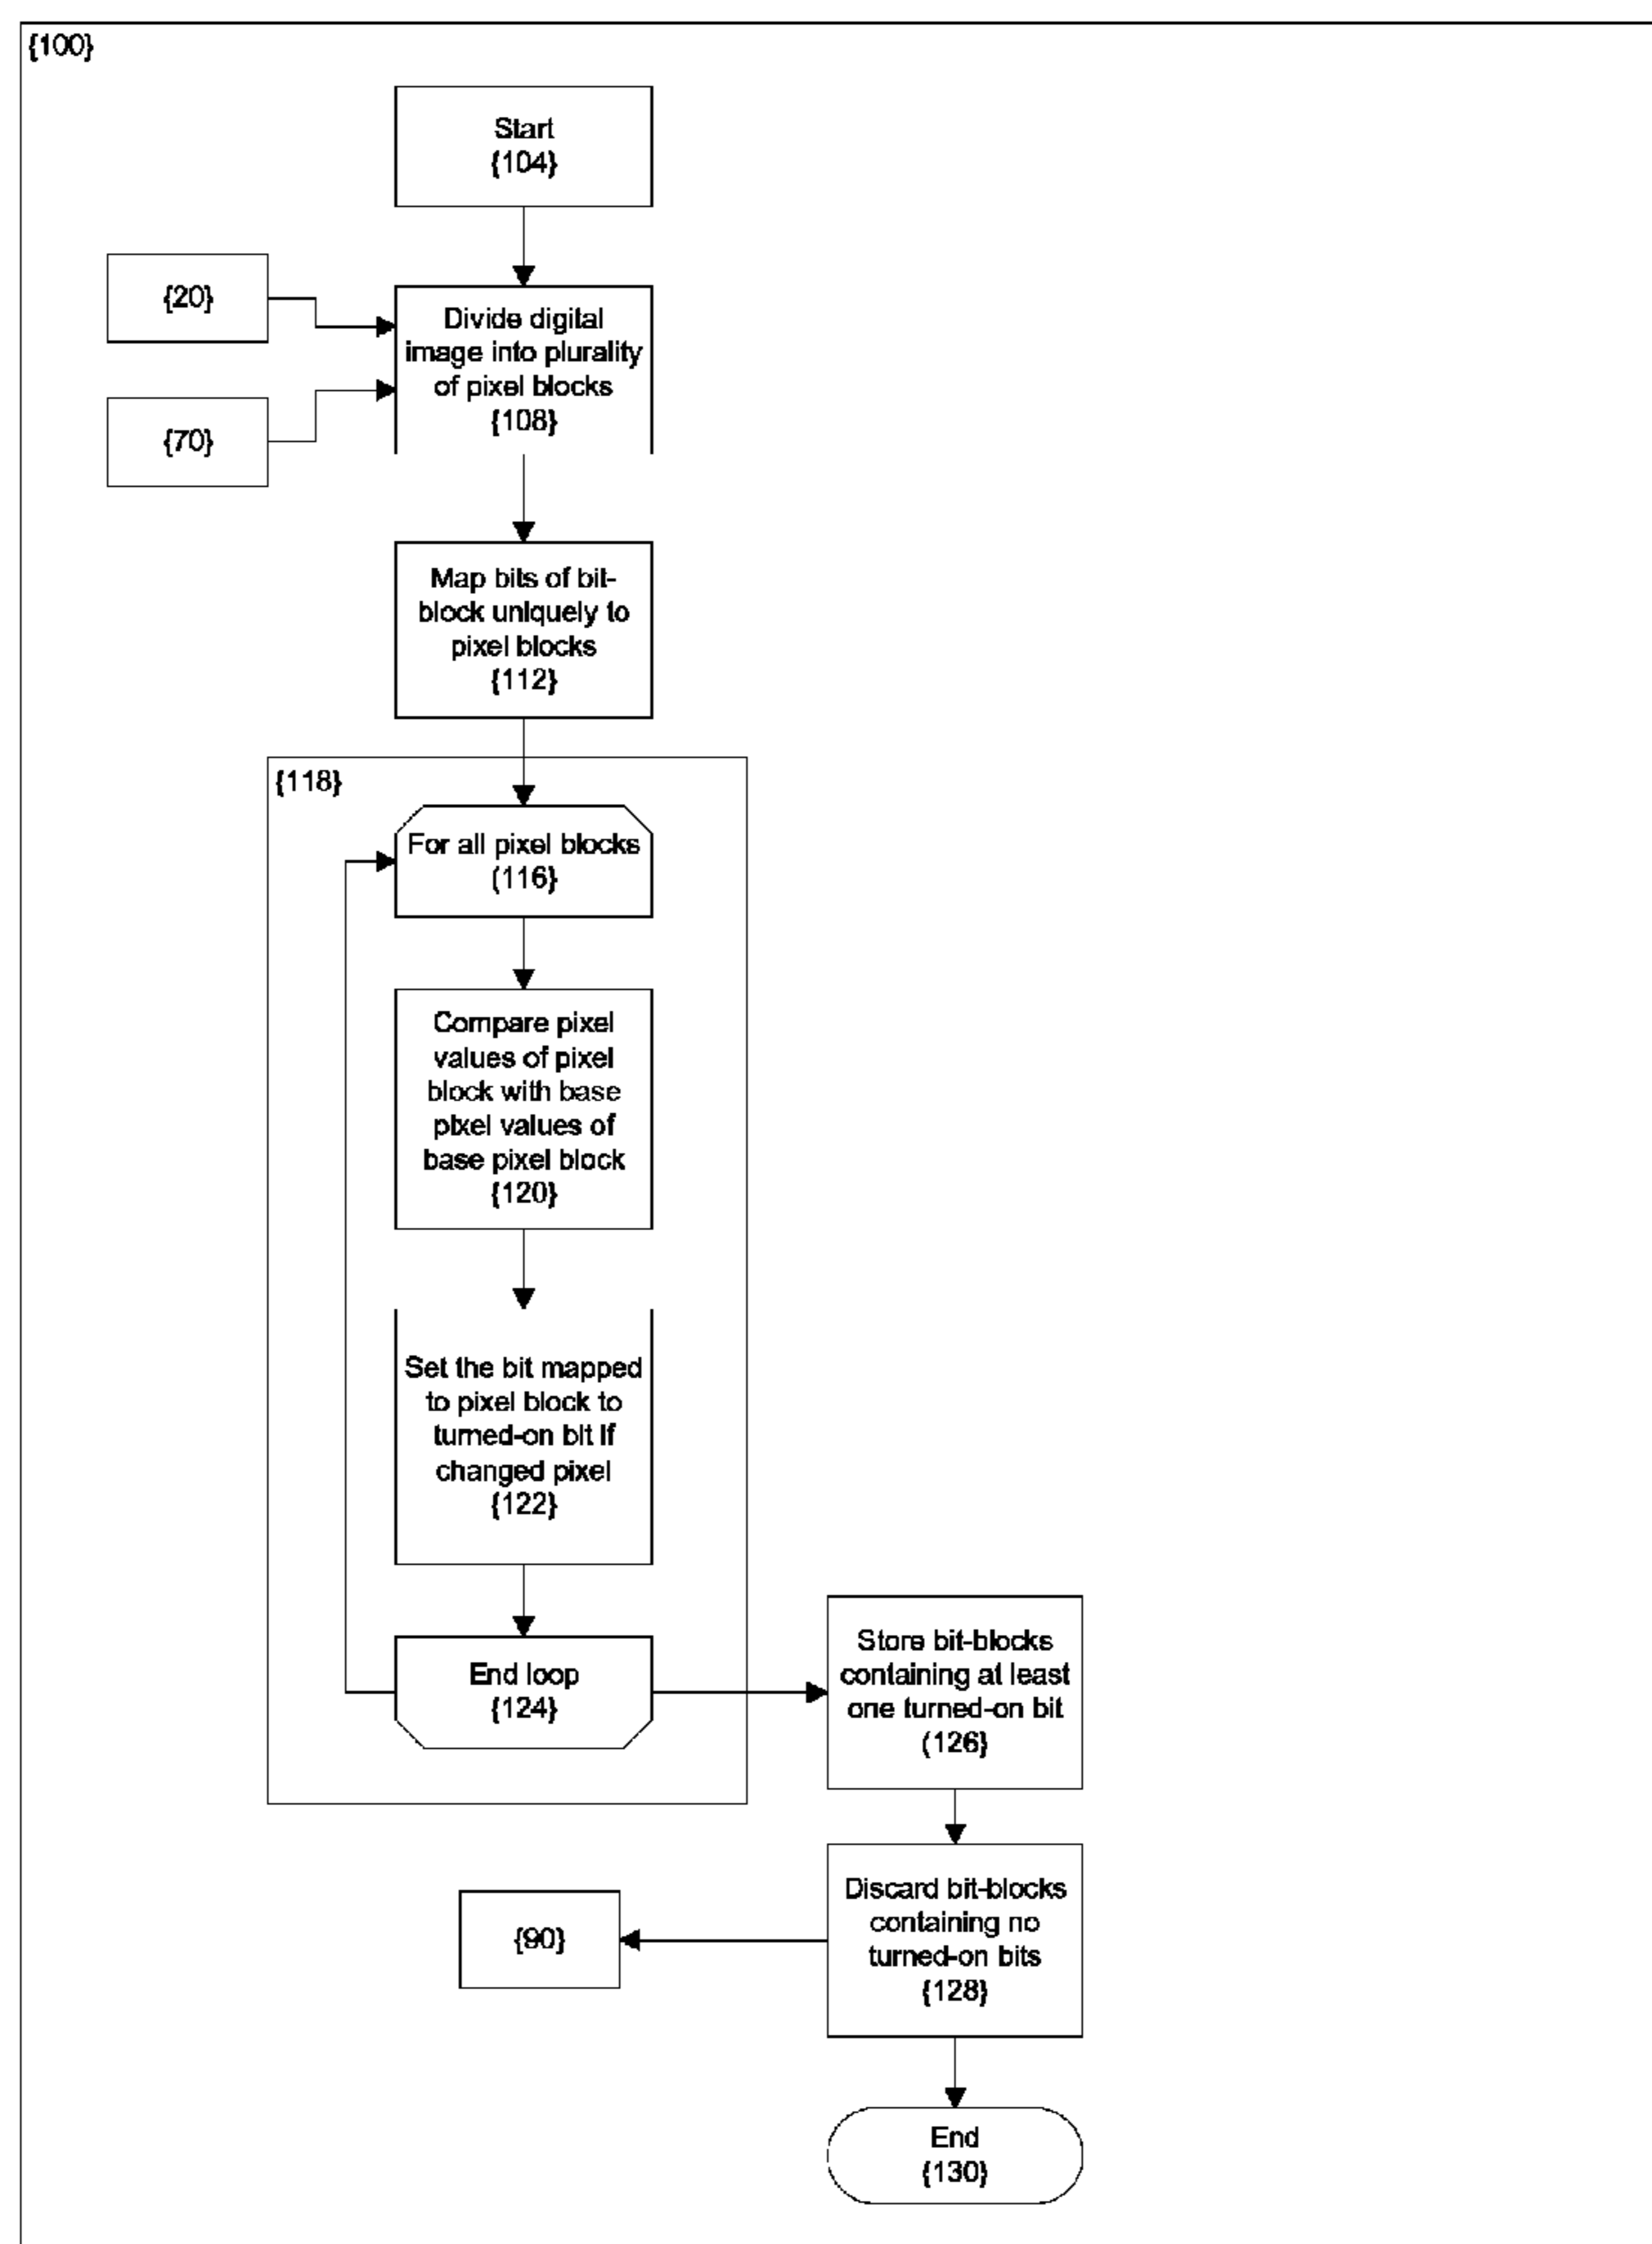 {100}
Start
{104}
{20}
Divide digital
image into plurality
of pixel blocks
{108}
{70}
Map bits of bit-
block uniquely to
pixel blocks
{112}
{118}
For all pixel blocks
{116}
Compare pixel
values of pixel
block with base
pixel values of
base pixel block
{120}
Set the bit mapped
to pixel block to
turned-on bit if
changed pixel
{122}
End loop
{124}
Store bit-blocks
containing at least
one turned-on bit
{126}
Discard bit-blocks
containing no
turned-on bits
{128}
{90}
End
{130}